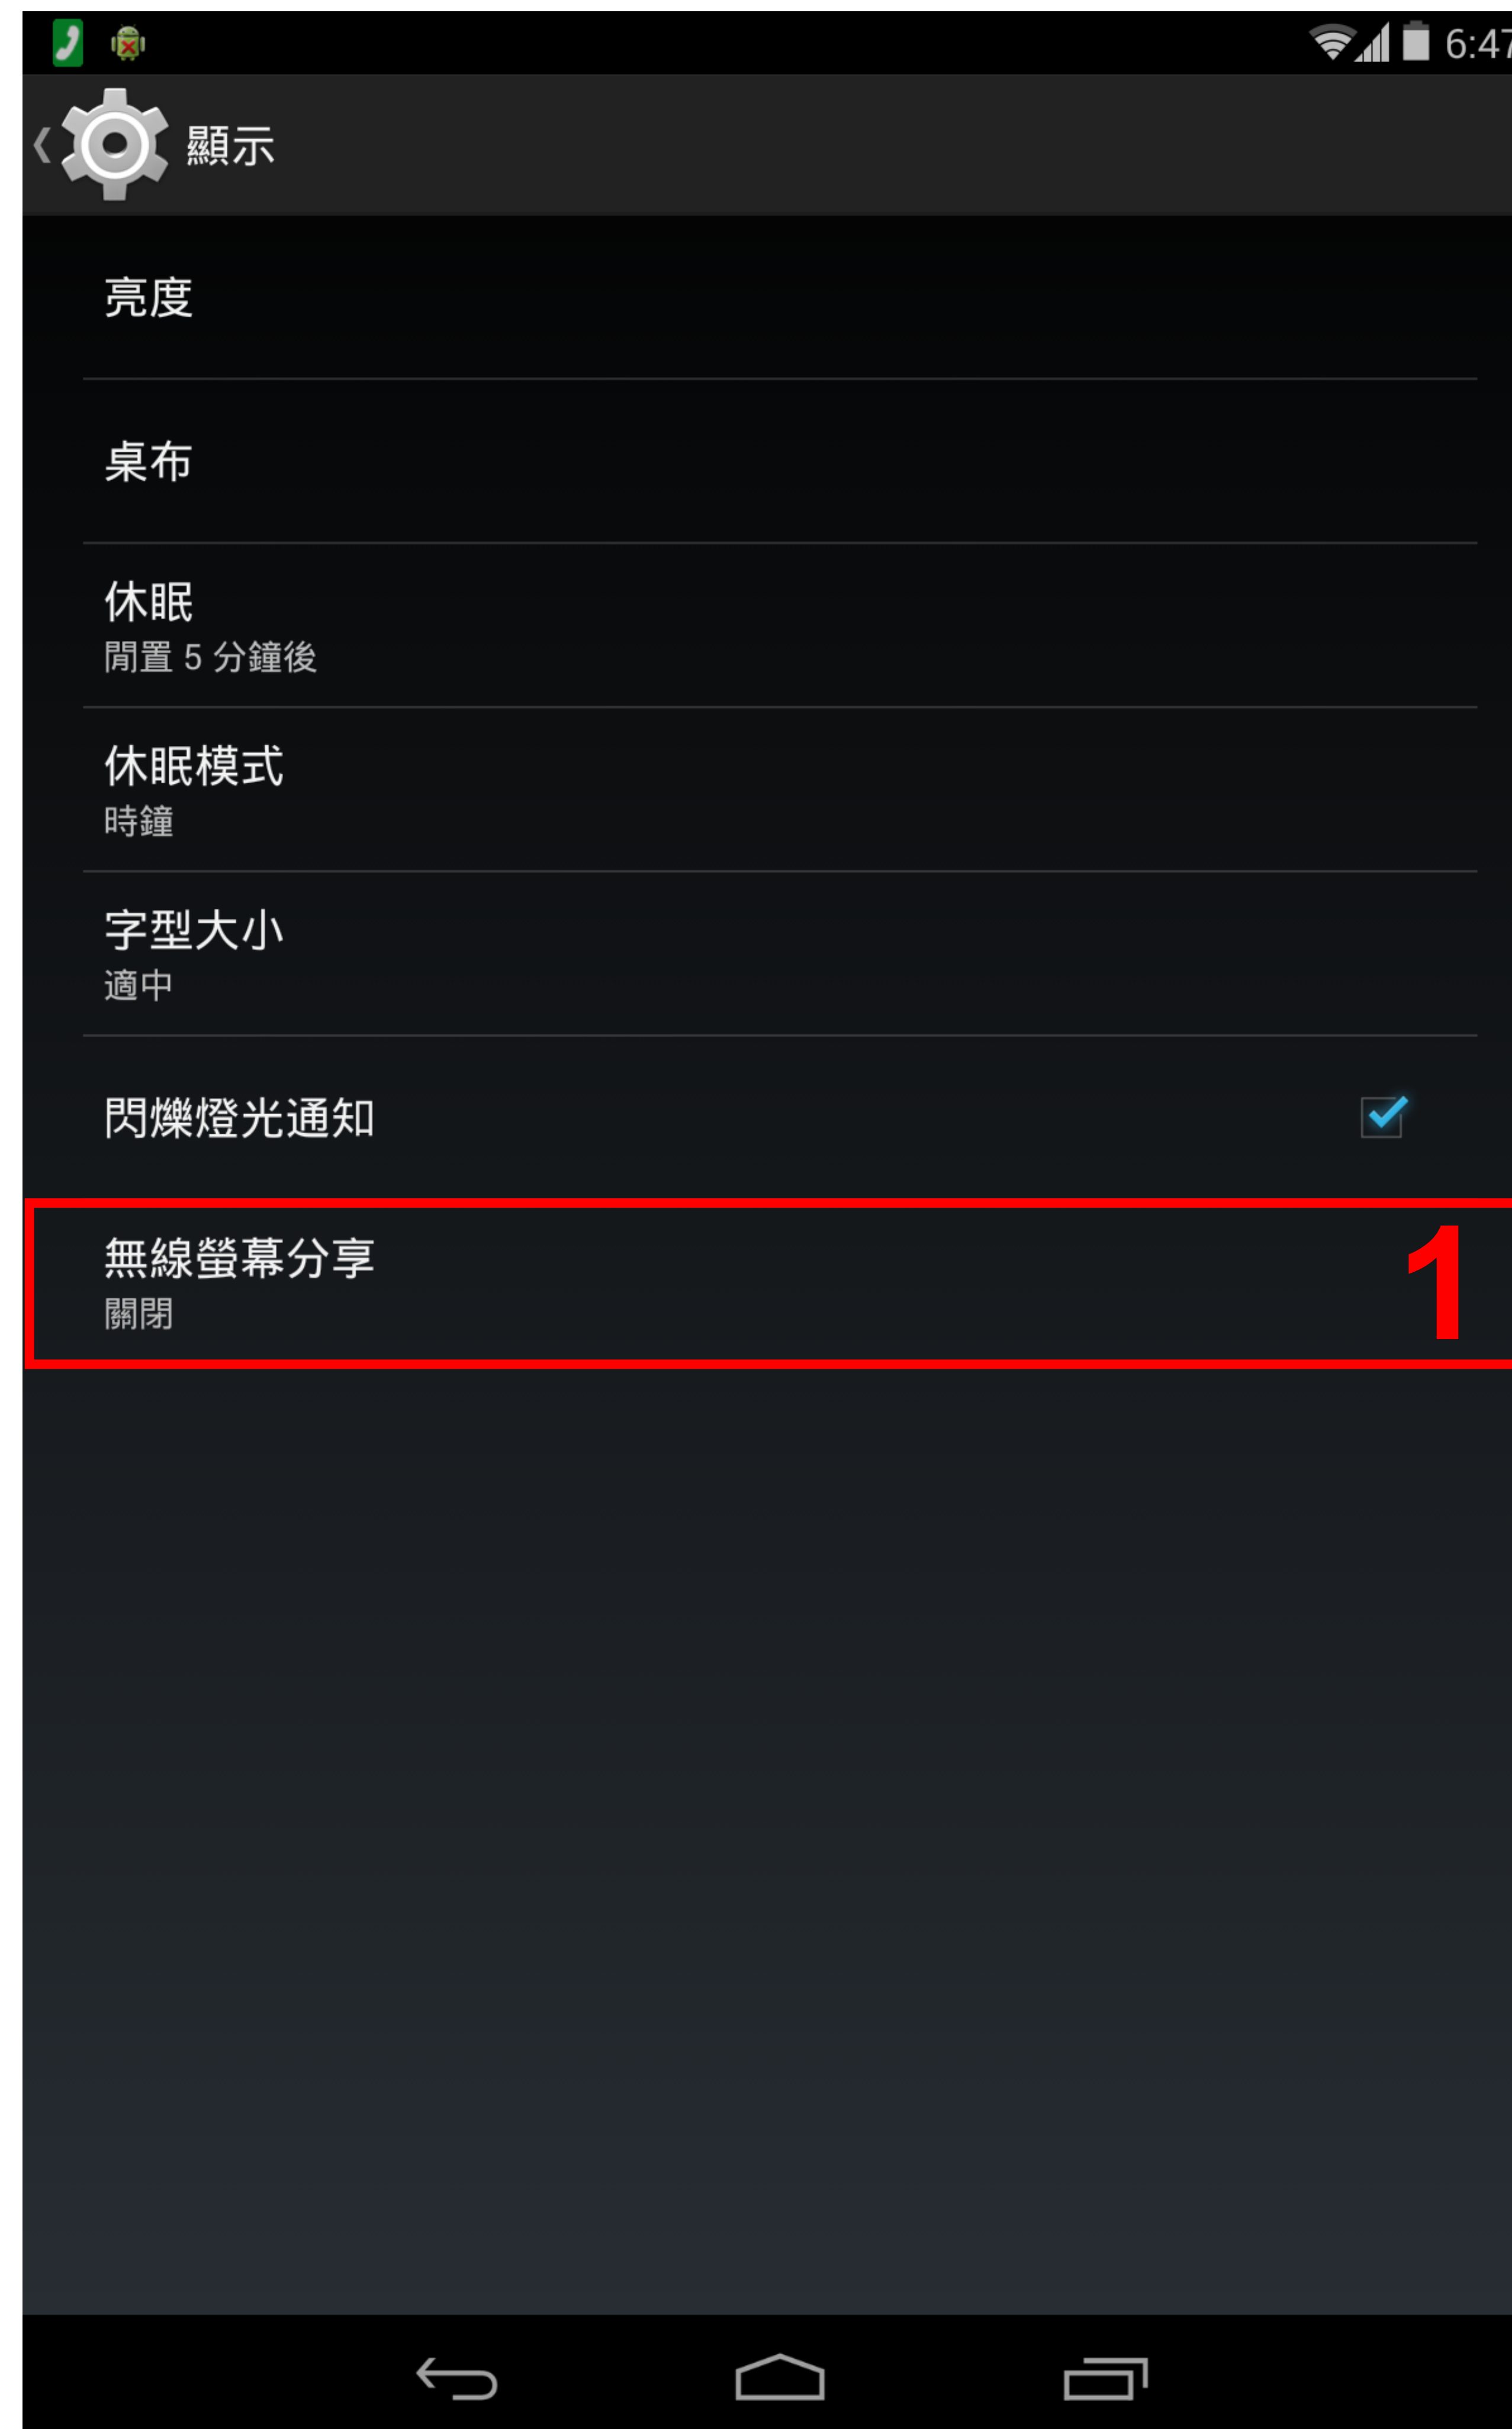 6:47
顯示
亮度
桌布
休眠
閒置 5 分鐘後
休眠模式
時鐘
字型大小
適中
閃爍燈光通知
無線螢幕分享
關閉
1